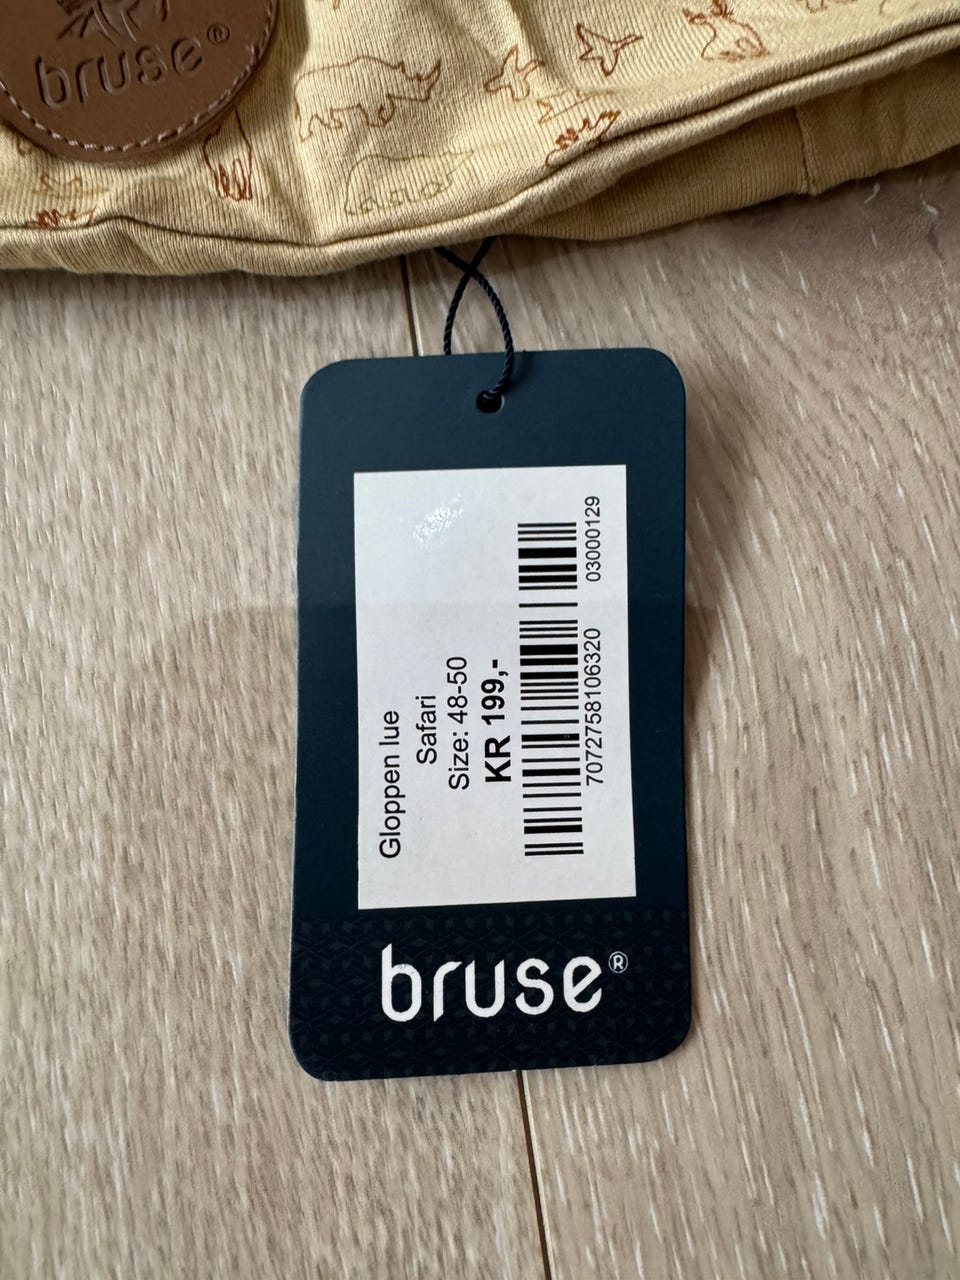 bruse®
Gloppen lue
Safari
Size: 48-50
KR 199,-
7072758106320 03000129
bruse®